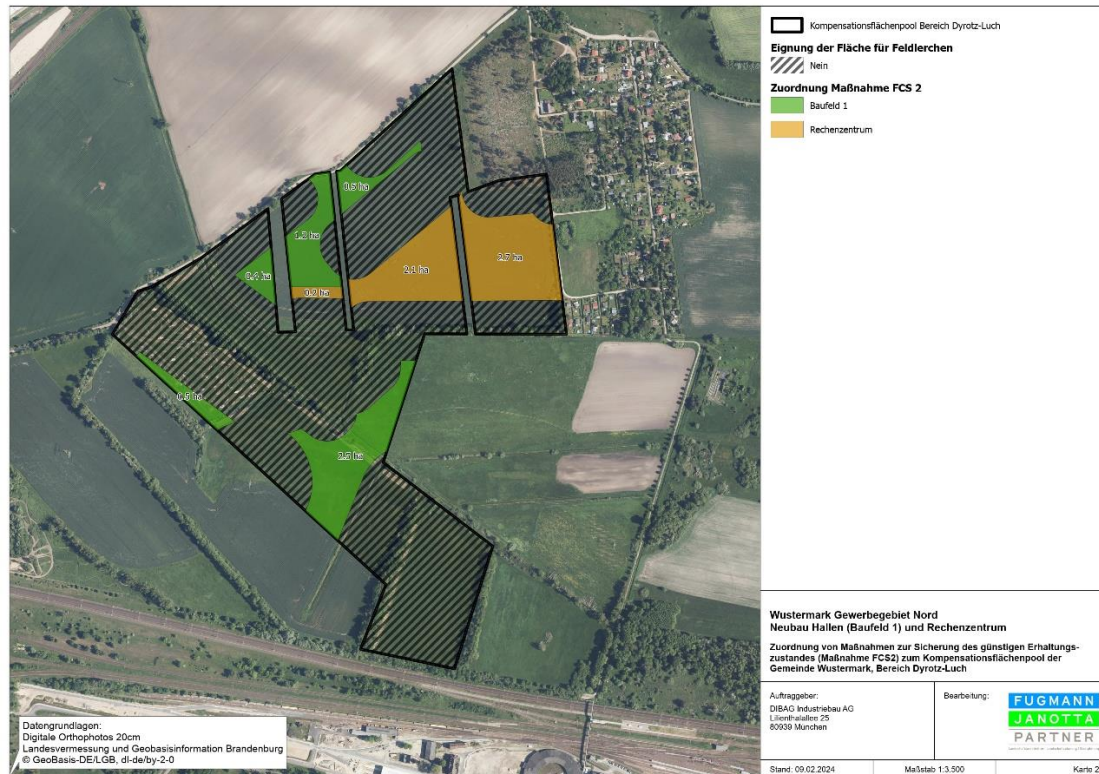 Kompensationsflächenpool Bereich Dyrotz-Luch
Eignung der Fläche für Feldlerchen
Nein
Zuordnung Maßnahme FCS 2
Baufeld 1
Rechenzentrum
0.5 ha
1.2 ha
0.4 ha
0.2 ha
2.1 ha
2.7 ha
0.5 ha
Wustermark Gewerbegebiet Nord
Neubau Hallen (Baufeld 1) und Rechenzentrum
Zuordnung von Maßnahmen zur Sicherung des günstigen Erhaltungs-
zustandes (Maßnahme FCS2) zum Kompensationsflächenpool der
Gemeinde Wustermark, Bereich Dyrotz-Luch
Auftraggeber:
DIBAG Industriebau AG
Lilienthalallee 25
80939 München
Bearbeitung:
FUGMANN
JANOTTA
PARTNER
Stand: 09.02.2024
Maßstab 1:3.500
Karte 2
Datengrundlagen:
Digitale Orthophotos 20cm
Landesvermessung und Geobasisinformation Brandenburg
© GeoBasis-DE/LGB, dl-de/by-2-0